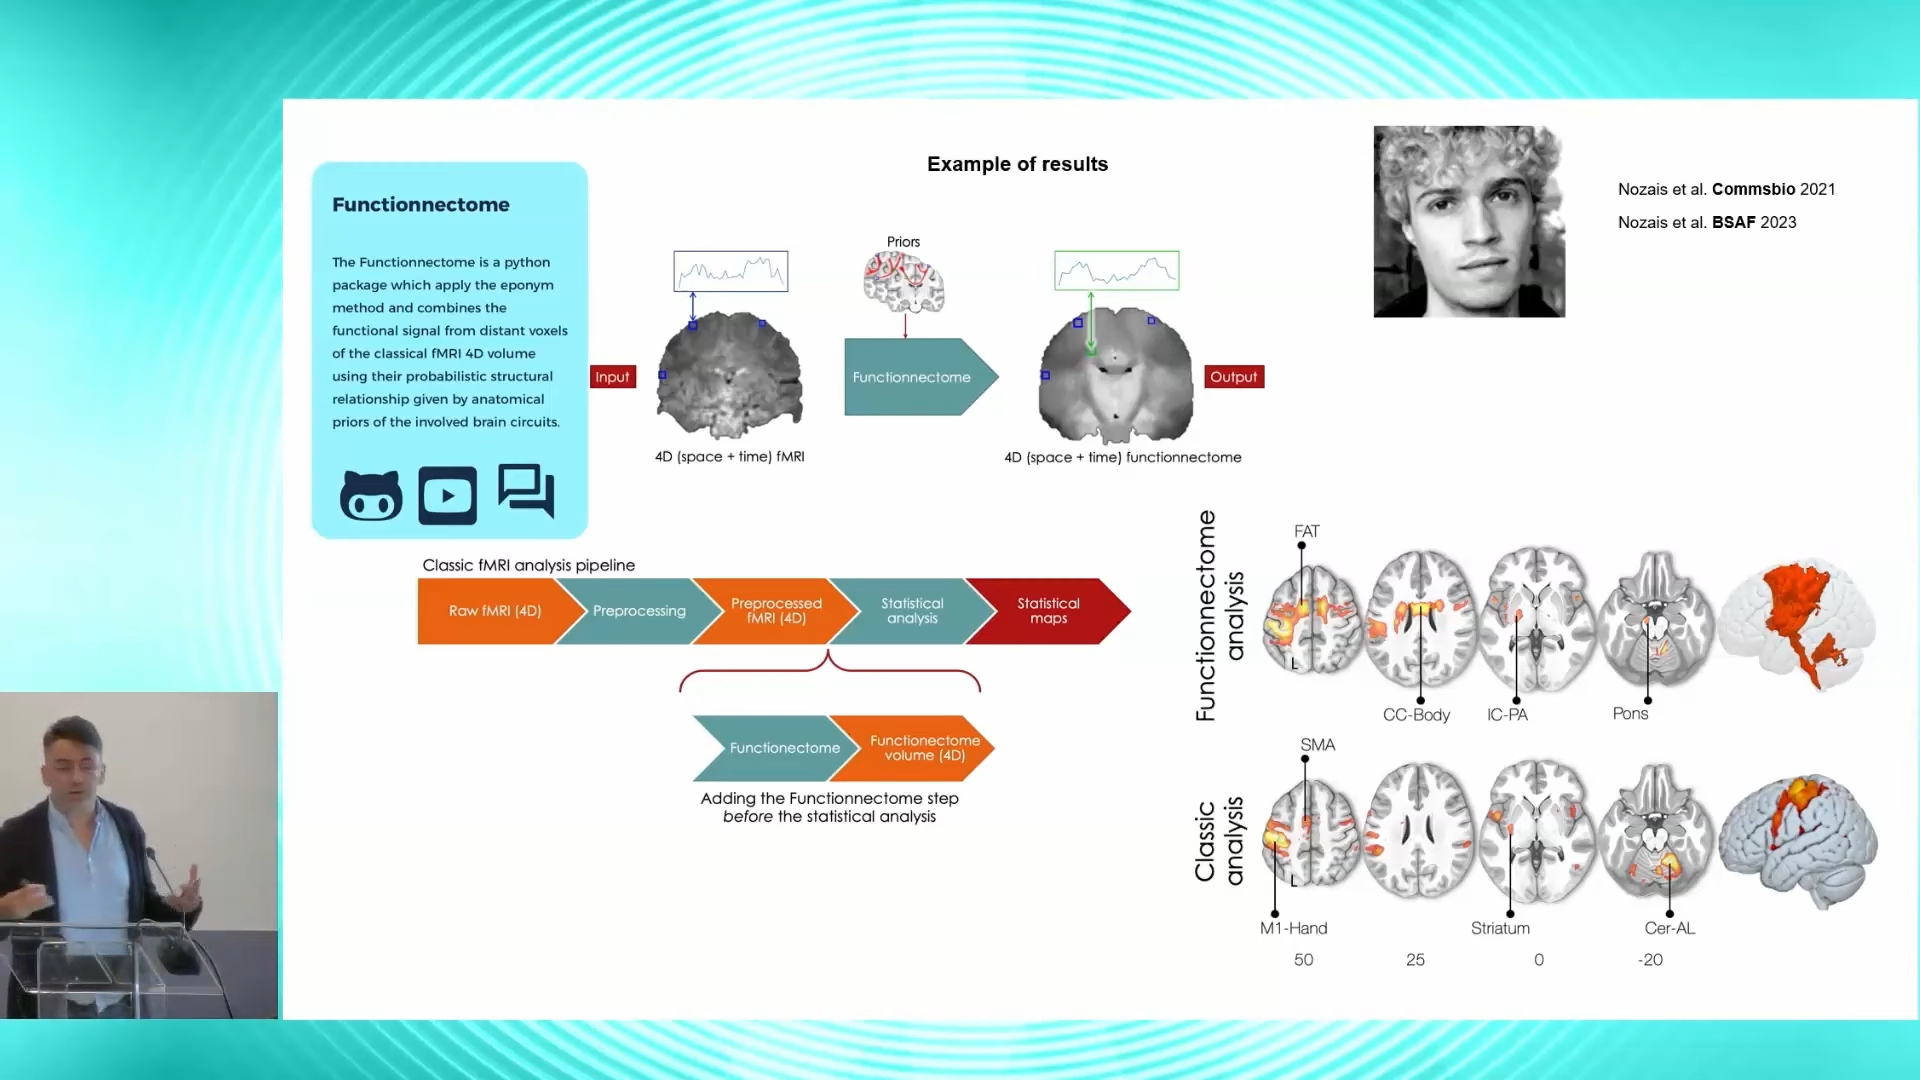 Example of results
Nozais et al. Commsbio 2021
Nozais et al. BSAF 2023
Functionnectome
The Functionnectome is a python
package which apply the eponym
method and combines the
functional signal from distant voxels
of the classical fMRI 4D volume
using their probabilistic structural
relationship given by anatomical
priors of the involved brain circuits.
Priors
Input
Functionnectome
Output
4D (space + time) fMRI
4D (space + time) functionnectome
Classic fMRI analysis pipeline
Raw fMRI (4D)
Preprocessing
Preprocessed
fMRI (4D)
Statistical
analysis
Statistical
maps
Functionectome
Functionectome
volume (4D)
Adding the Functionnectome step
before the statistical analysis
Functionnectome
analysis
FAT
L
CC-Body
IC-PA
Pons
Classic
analysis
SMA
L
M1-Hand
Striatum
Cer-AL
50
25
0
-20